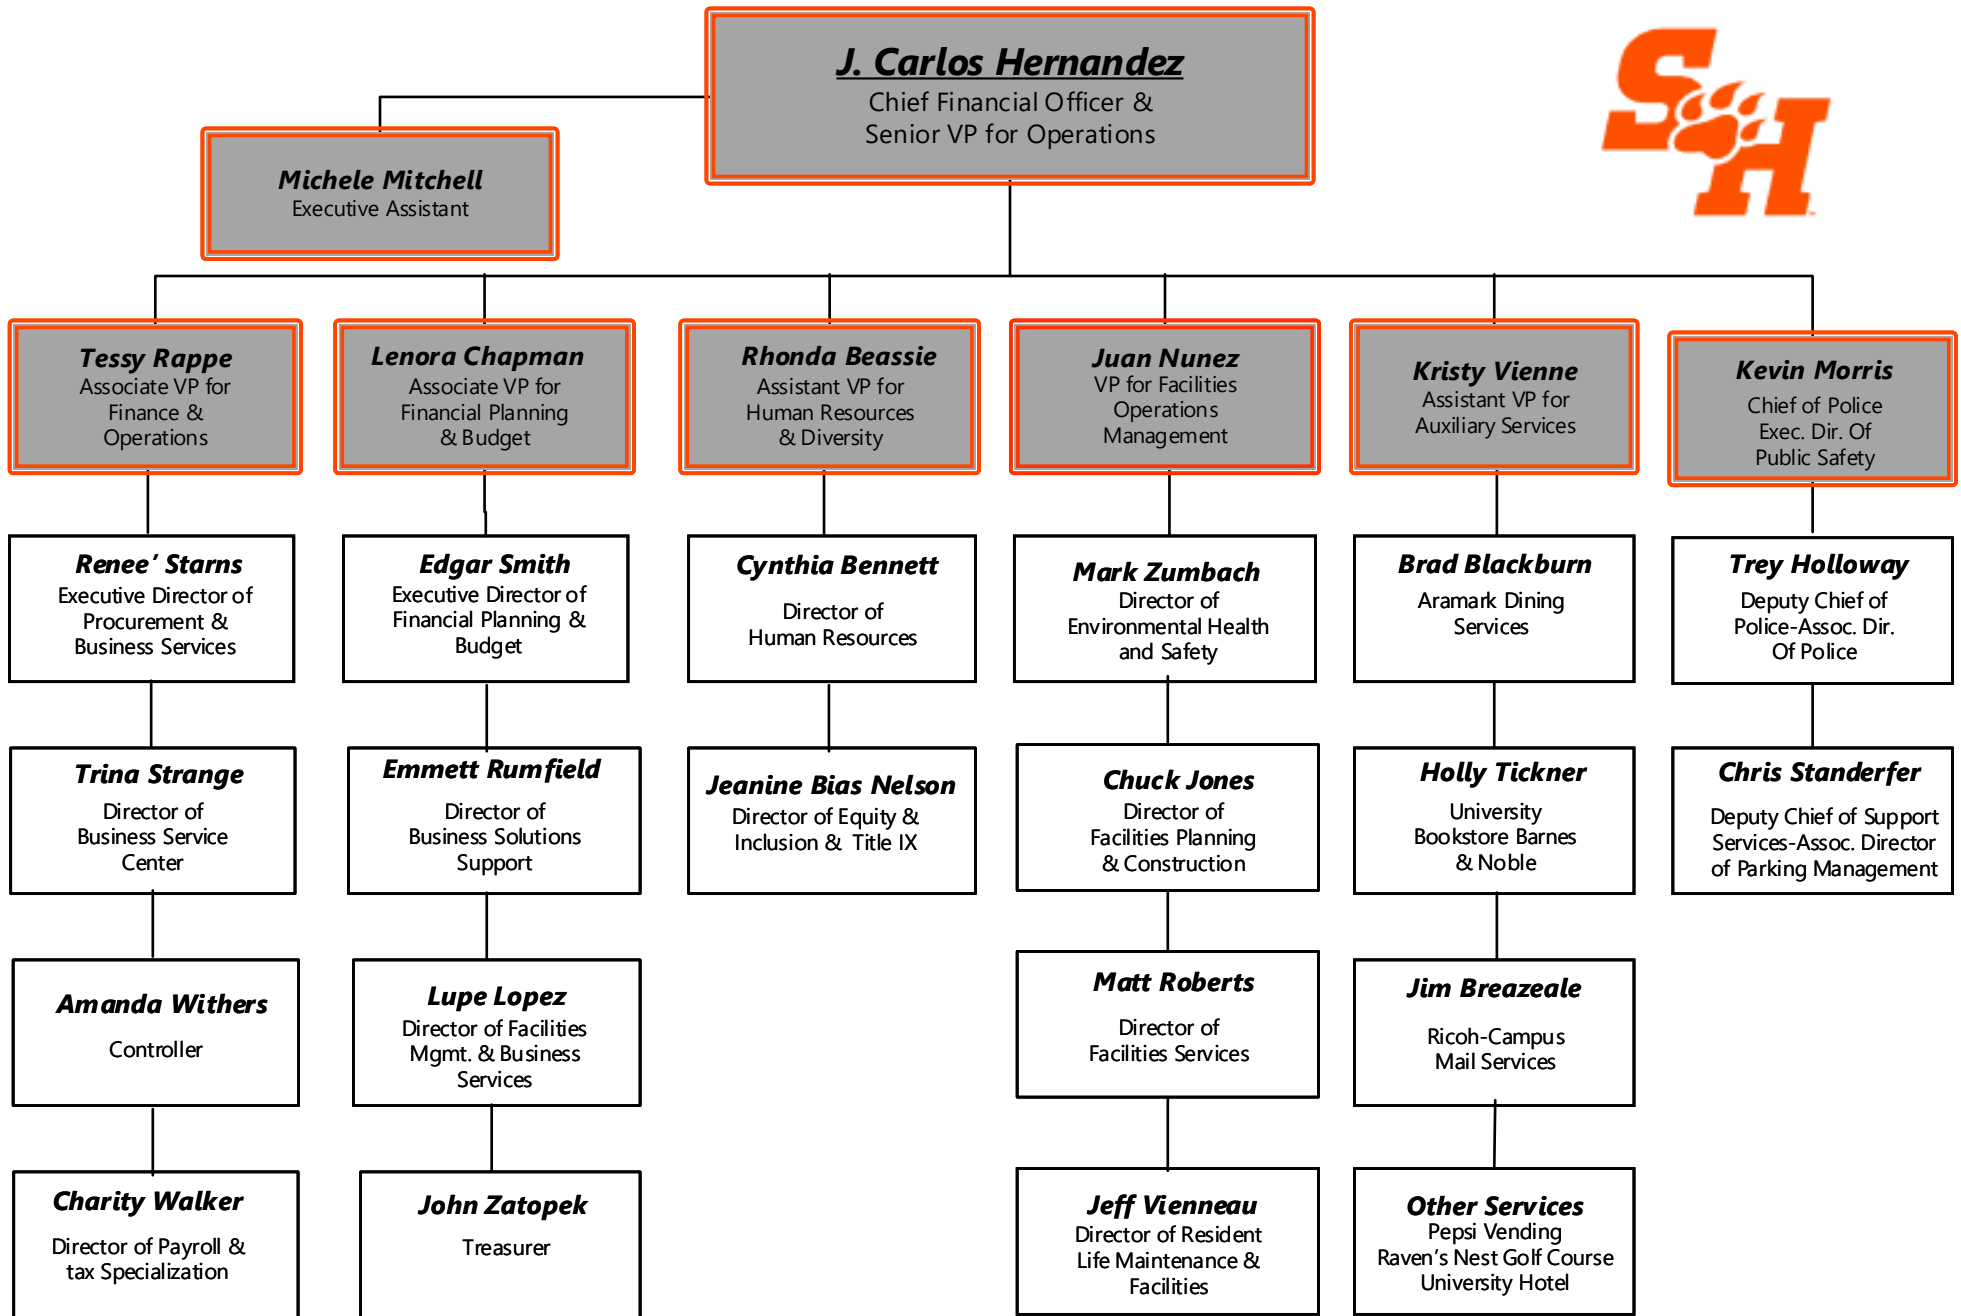 J. Carlos Hernandez
Chief Financial Officer &
Senior VP for Operations
SH
Michele Mitchell
Executive Assistant
Tessy Rappe
Associate VP for
Finance &
Operations
Lenora Chapman
Associate VP for
Financial Planning
& Budget
Rhonda Beassie
Assistant VP for
Human Resources
& Diversity
Juan Nunez
VP for Facilities
Operations
Management
Kristy Vienne
Assistant VP for
Auxiliary Services
Kevin Morris
Chief of Police
Exec. Dir. Of
Public Safety
Renee’ Starns
Executive Director of
Procurement &
Business Services
Edgar Smith
Executive Director of
Financial Planning &
Budget
Cynthia Bennett
Director of
Human Resources
Mark Zumbach
Director of
Environmental Health
and Safety
Brad Blackburn
Aramark Dining
Services
Trey Holloway
Deputy Chief of
Police-Assoc. Dir.
Of Police
Trina Strange
Director of
Business Service
Center
Emmett Rumfield
Director of
Business Solutions
Support
Jeanine Bias Nelson
Director of Equity &
Inclusion & Title IX
Chuck Jones
Director of
Facilities Planning
& Construction
Holly Tickner
University
Bookstore Barnes
& Noble
Chris Standerfer
Deputy Chief of Support
Services-Assoc. Director
of Parking Management
Amanda Withers
Controller
Lupe Lopez
Director of Facilities
Mgmt. & Business
Services
Matt Roberts
Director of
Facilities Services
Jim Breazeale
Ricoh-Campus
Mail Services
Charity Walker
Director of Payroll &
tax Specialization
John Zatopek
Treasurer
Jeff Vienneau
Director of Resident
Life Maintenance &
Facilities
Other Services
Pepsi Vending
Raven’s Nest Golf Course
University Hotel